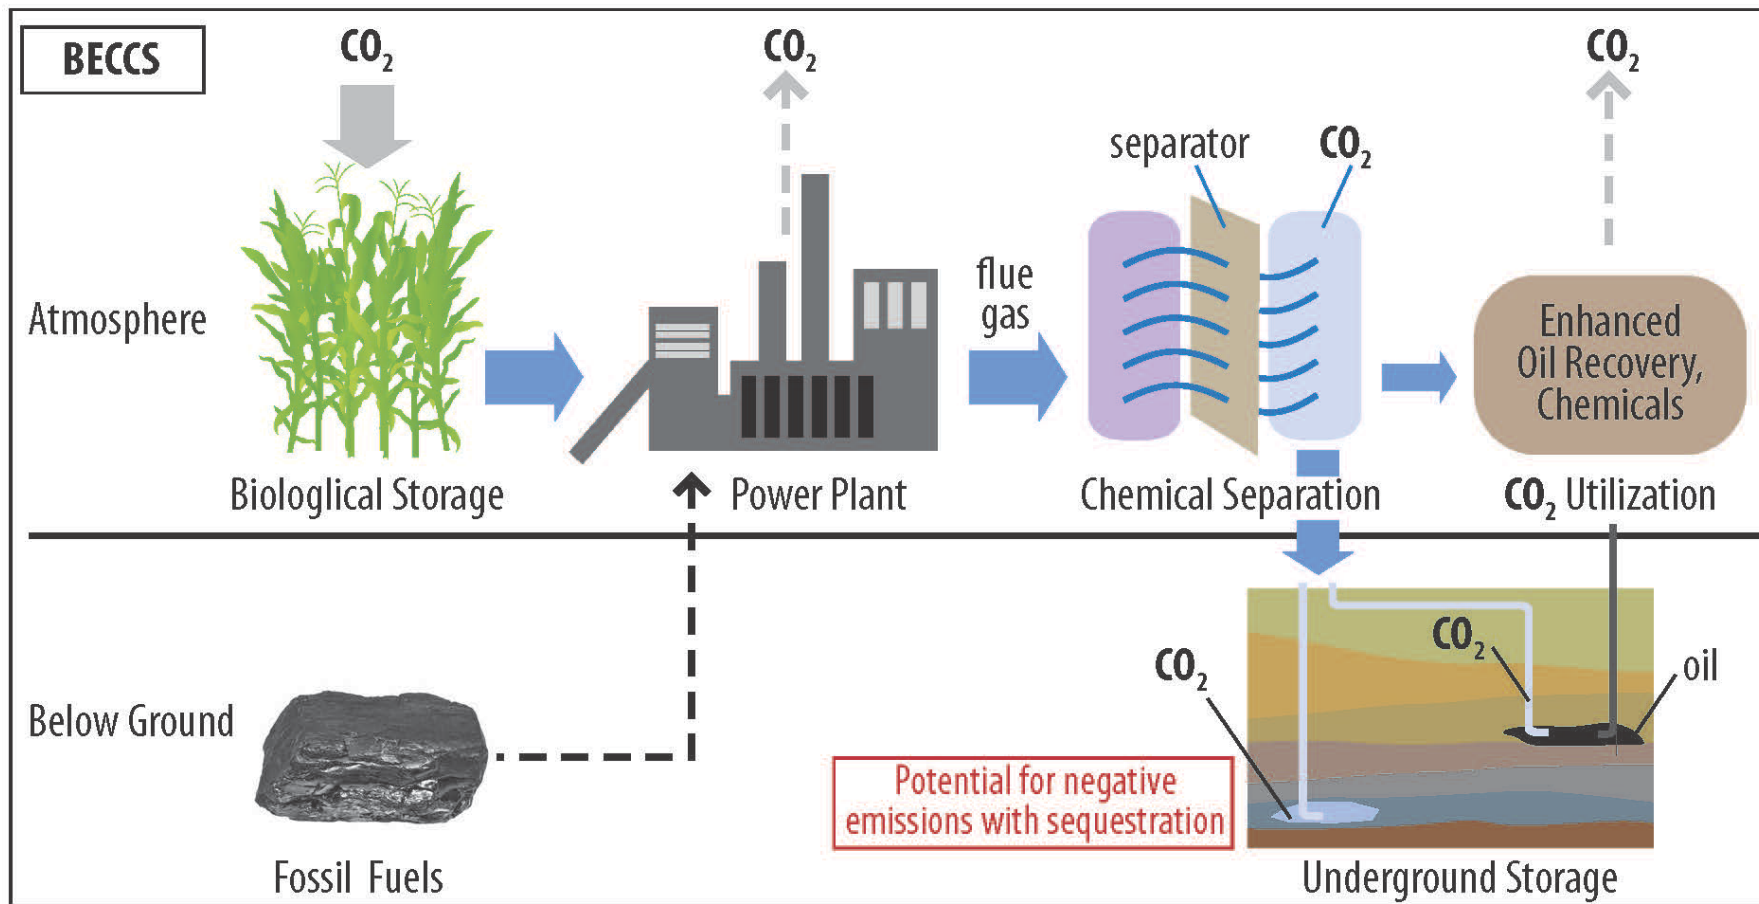 BECCS
CO₂
CO₂
CO₂
separator
CO₂
flue
gas
Atmosphere
Enhanced
Oil Recovery,
Chemicals
Biologlical Storage
Power Plant
Chemical Separation
CO₂ Utilization
CO₂
CO₂
oil
Below Ground
Potential for negative
emissions with sequestration
Fossil Fuels
Underground Storage